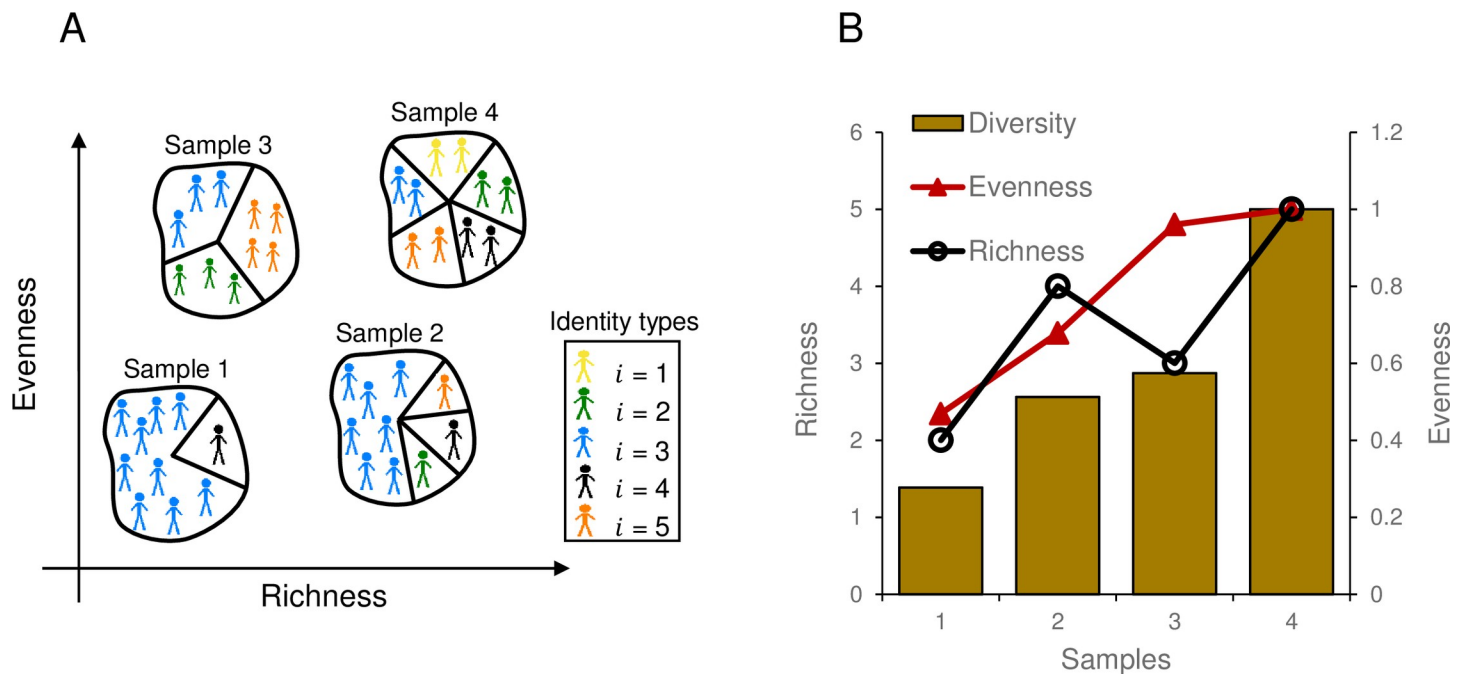 A
Evenness
Richness
Sample 3
Sample 4
Sample 1
Sample 2
Identity types
i = 1
i = 2
i = 3
i = 4
i = 5
B
Diversity
Evenness
Richness
Richness
6
5
4
3
2
1
0
Evenness
1.2
1
0.8
0.6
0.4
0.2
0
1 2 3 4
Samples